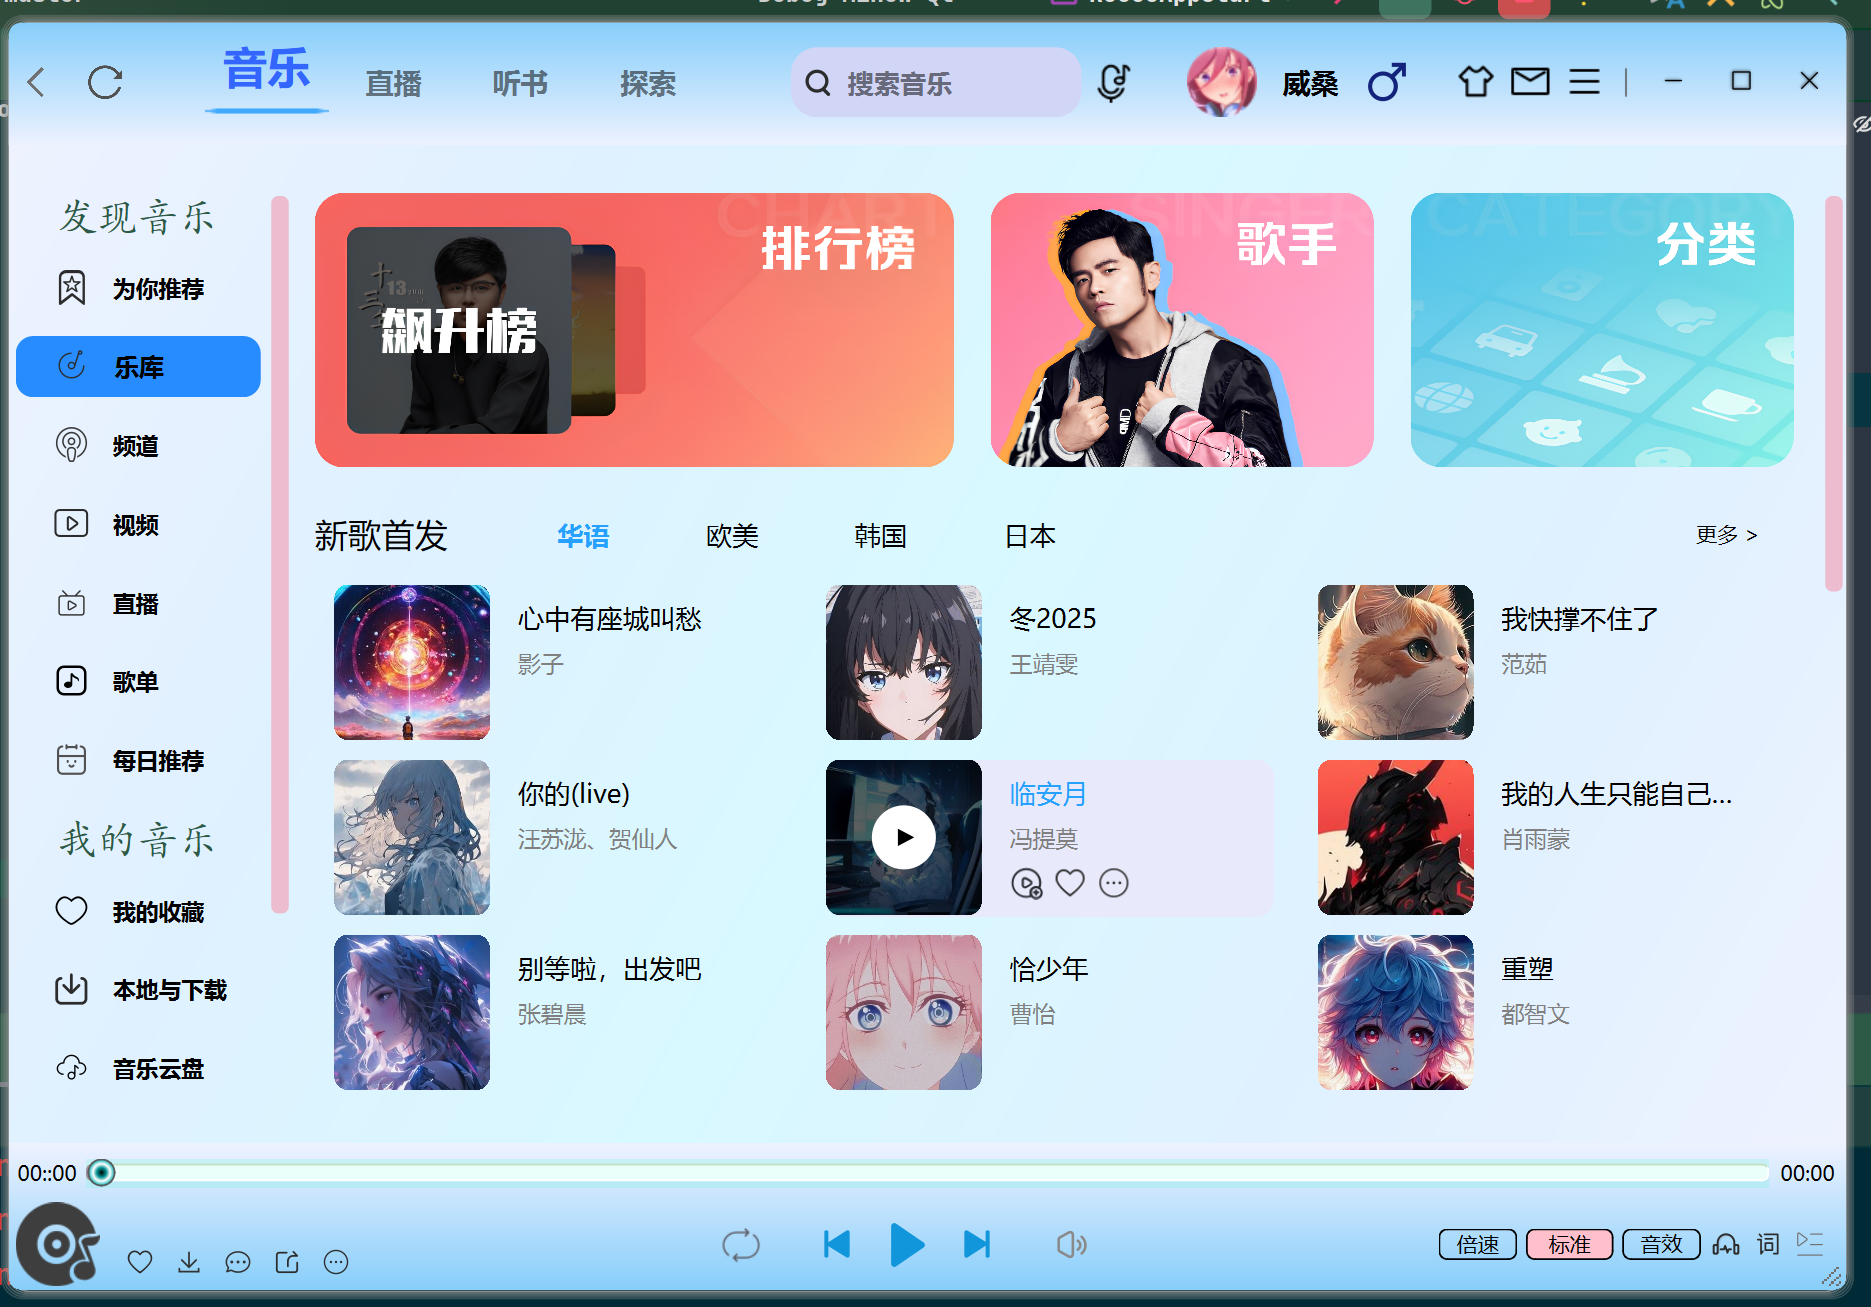 音乐
直播
听书
探索
搜索音乐
威桑
发现音乐
为你推荐
乐库
频道
视频
直播
歌单
每日推荐
我的音乐
我的收藏
本地与下载
音乐云盘
CHART
排行榜
十三
13
飙升榜
SINGER
歌手
CATEGORY
分类
新歌首发
华语
欧美
韩国
日本
更多 >
心中有座城叫愁
影子
冬2025
王靖雯
我快撑不住了
范茹
你的(live)
汪苏泷、贺仙人
临安月
冯提莫
我的人生只能自己...
肖雨蒙
别等啦，出发吧
张碧晨
恰少年
曹怡
重塑
都智文
00::00
00:00
倍速
标准
音效
词